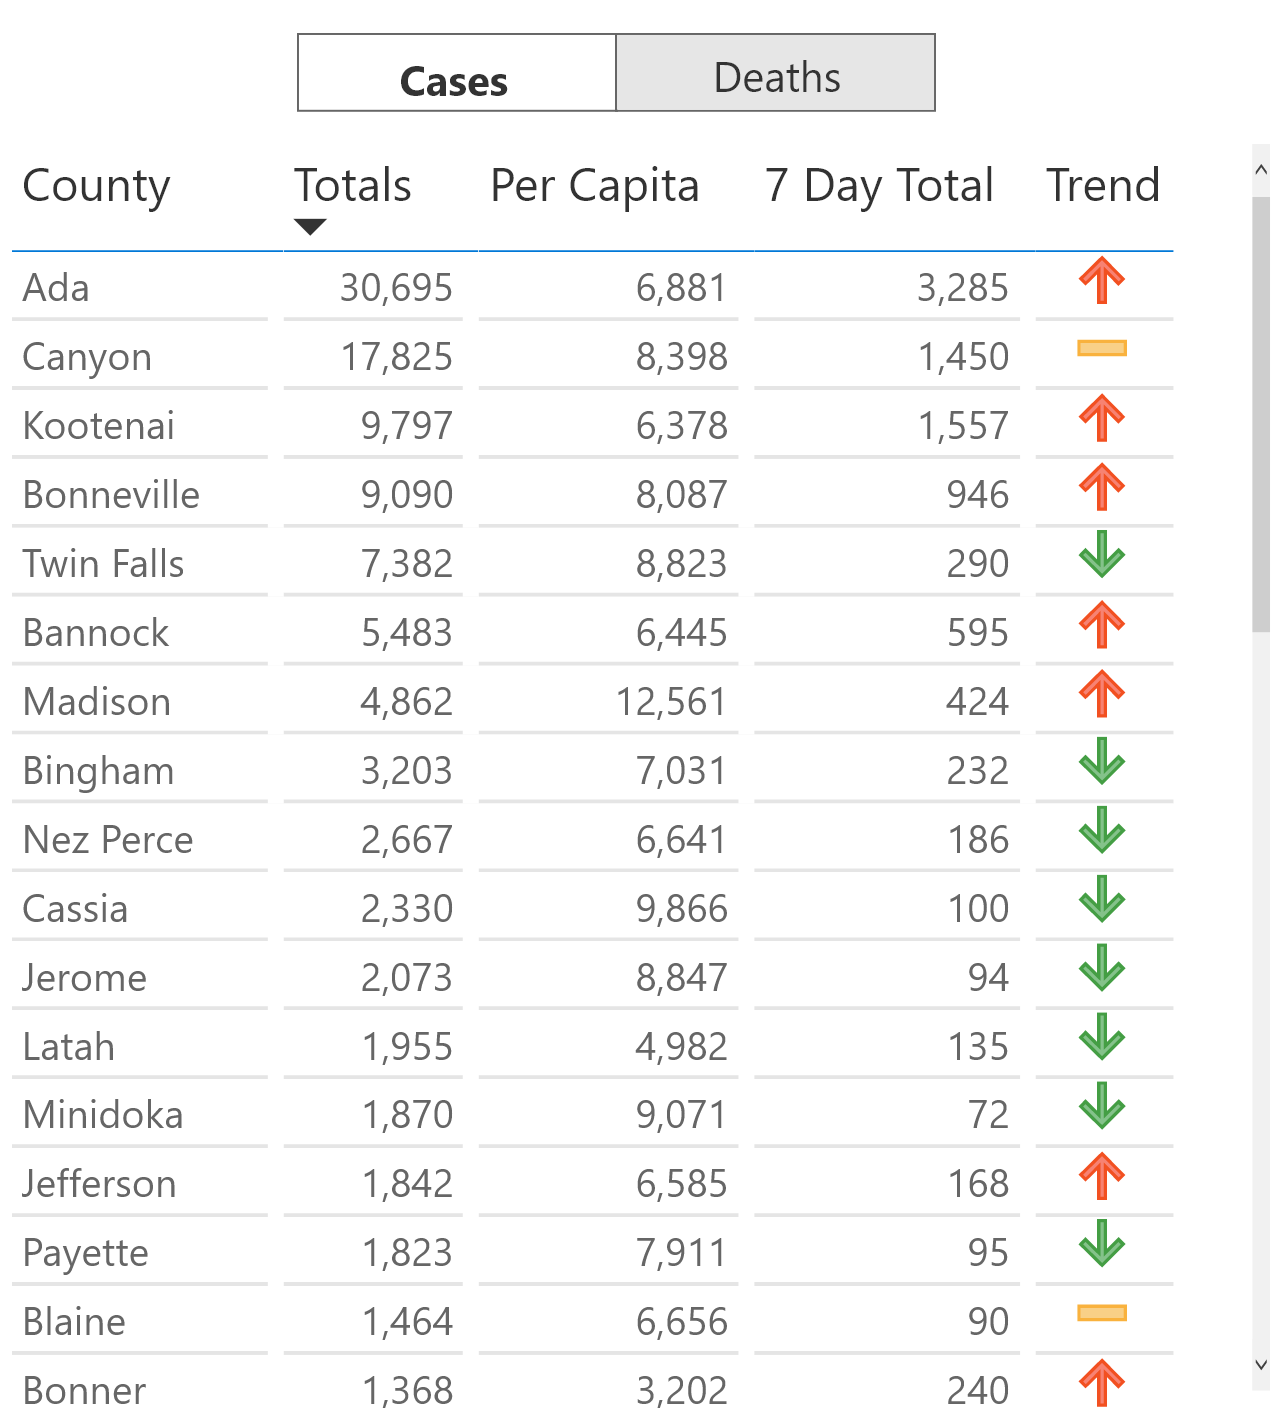 Cases Deaths
County Totals Per Capita 7 Day Total Trend
Ada 30,695 6,881 3,285
Canyon 17,825 8,398 1,450
Kootenai 9,797 6,378 1,557
Bonneville 9,090 8,087 946
Twin Falls 7,382 8,823 290
Bannock 5,483 6,445 595
Madison 4,862 12,561 424
Bingham 3,203 7,031 232
Nez Perce 2,667 6,641 186
Cassia 2,330 9,866 100
Jerome 2,073 8,847 94
Latah 1,955 4,982 135
Minidoka 1,870 9,071 72
Jefferson 1,842 6,585 168
Payette 1,823 7,911 95
Blaine 1,464 6,656 90
Bonner 1,368 3,202 240